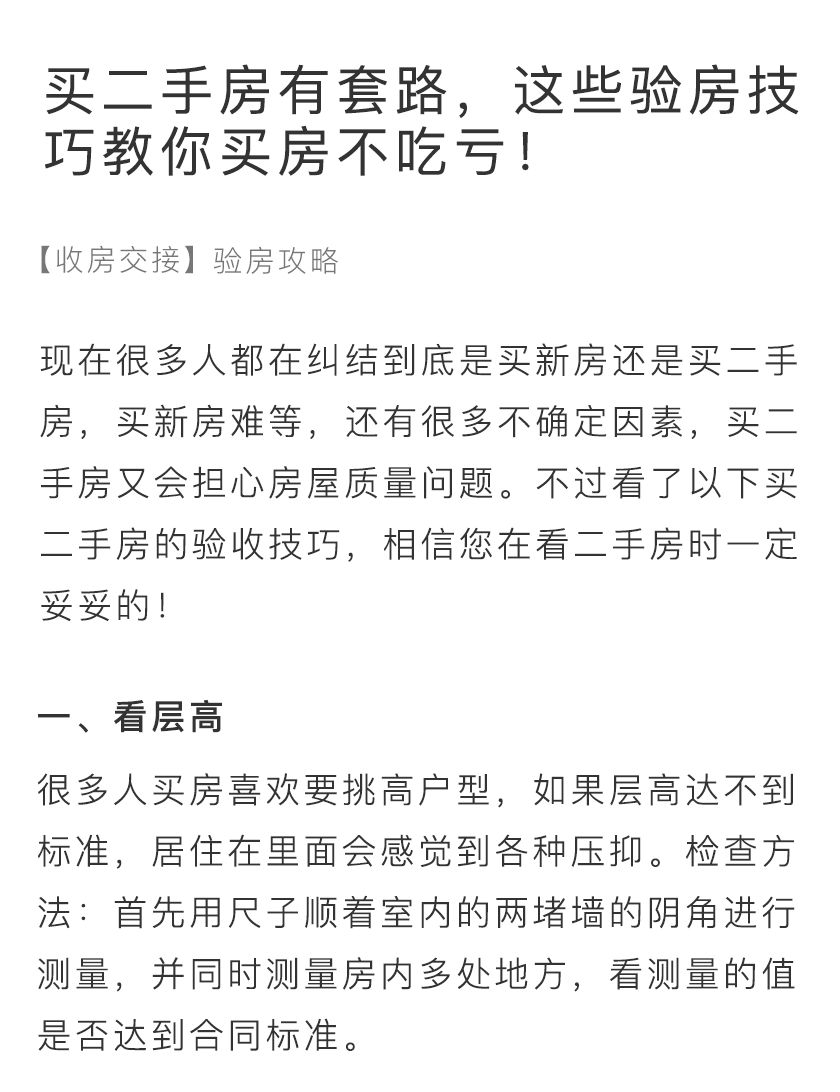 买二手房有套路，这些验房技
巧教你买房不吃亏！
【收房交接】验房攻略
现在很多人都在纠结到底是买新房还是买二手
房，买新房难等，还有很多不确定因素，买二
手房又会担心房屋质量问题。不过看了以下买
二手房的验收技巧，相信您在看二手房时一定
妥妥的！
一、看层高
很多人买房喜欢要挑高户型，如果层高达不到
标准，居住在里面会感觉到各种压抑。检查方
法：首先用尺子顺着室内的两堵墙的阴角进行
测量，并同时测量房内多处地方，看测量的值
是否达到合同标准。